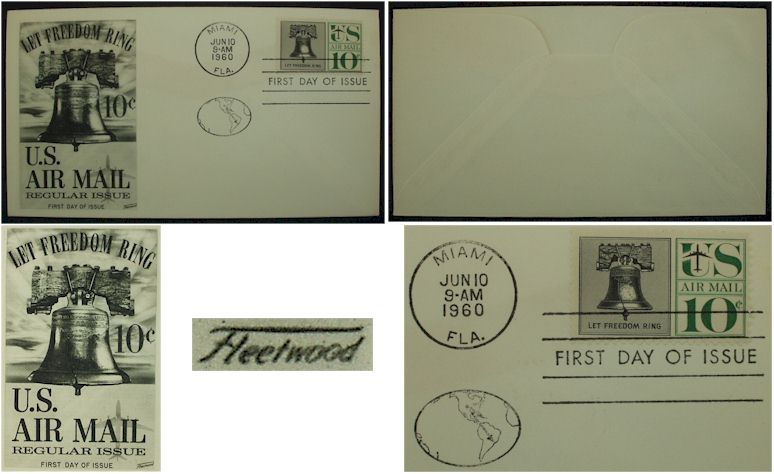 LET FREEDOM RING
10¢
U.S.
AIR MAIL
REGULAR ISSUE
FIRST DAY OF ISSUE
MIAMI
JUN 10
9-AM
1960
FLA.
LET FREEDOM RING
US
AIR MAIL
10¢
FIRST DAY OF ISSUE
LET FREEDOM RING
10¢
U.S.
AIR MAIL
REGULAR ISSUE
FIRST DAY OF ISSUE
Fleetwood
Fleetwood
MIAMI
JUN 10
9-AM
1960
FLA.
LET FREEDOM RING
US
AIR MAIL
10¢
FIRST DAY OF ISSUE